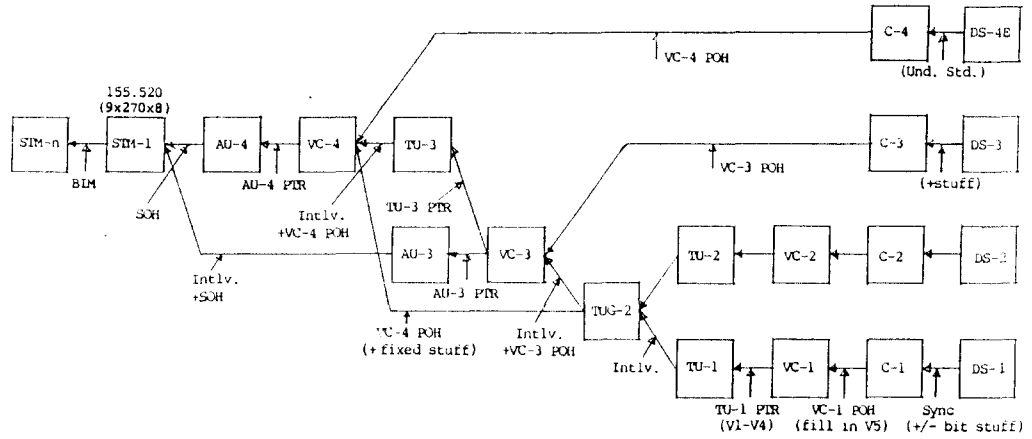 C-4
DS-4E
VC-4 POH
(Und. Std.)
155.520
(9x270x8)
STM-n
STM-1
AU-4
VC-4
TU-3
C-3
DS-3
BIM
AU-4 PTR
VC-3 POH
(+stuff)
SOH
TU-3 PTR
Intlv.
+VC-4 POH
AU-3
VC-3
TU-2
VC-2
C-2
DS-2
Intlv.
+SOH
AU-3 PTR
TUG-2
VC-4 POH
(+ fixed stuff)
Intlv.
+VC-3 POH
Intlv.
TU-1
VC-1
C-1
DS-1
TU-1 PTR
(V1-V4)
VC-1 POH
(fill in V5)
Sync
(+/- bit stuff)